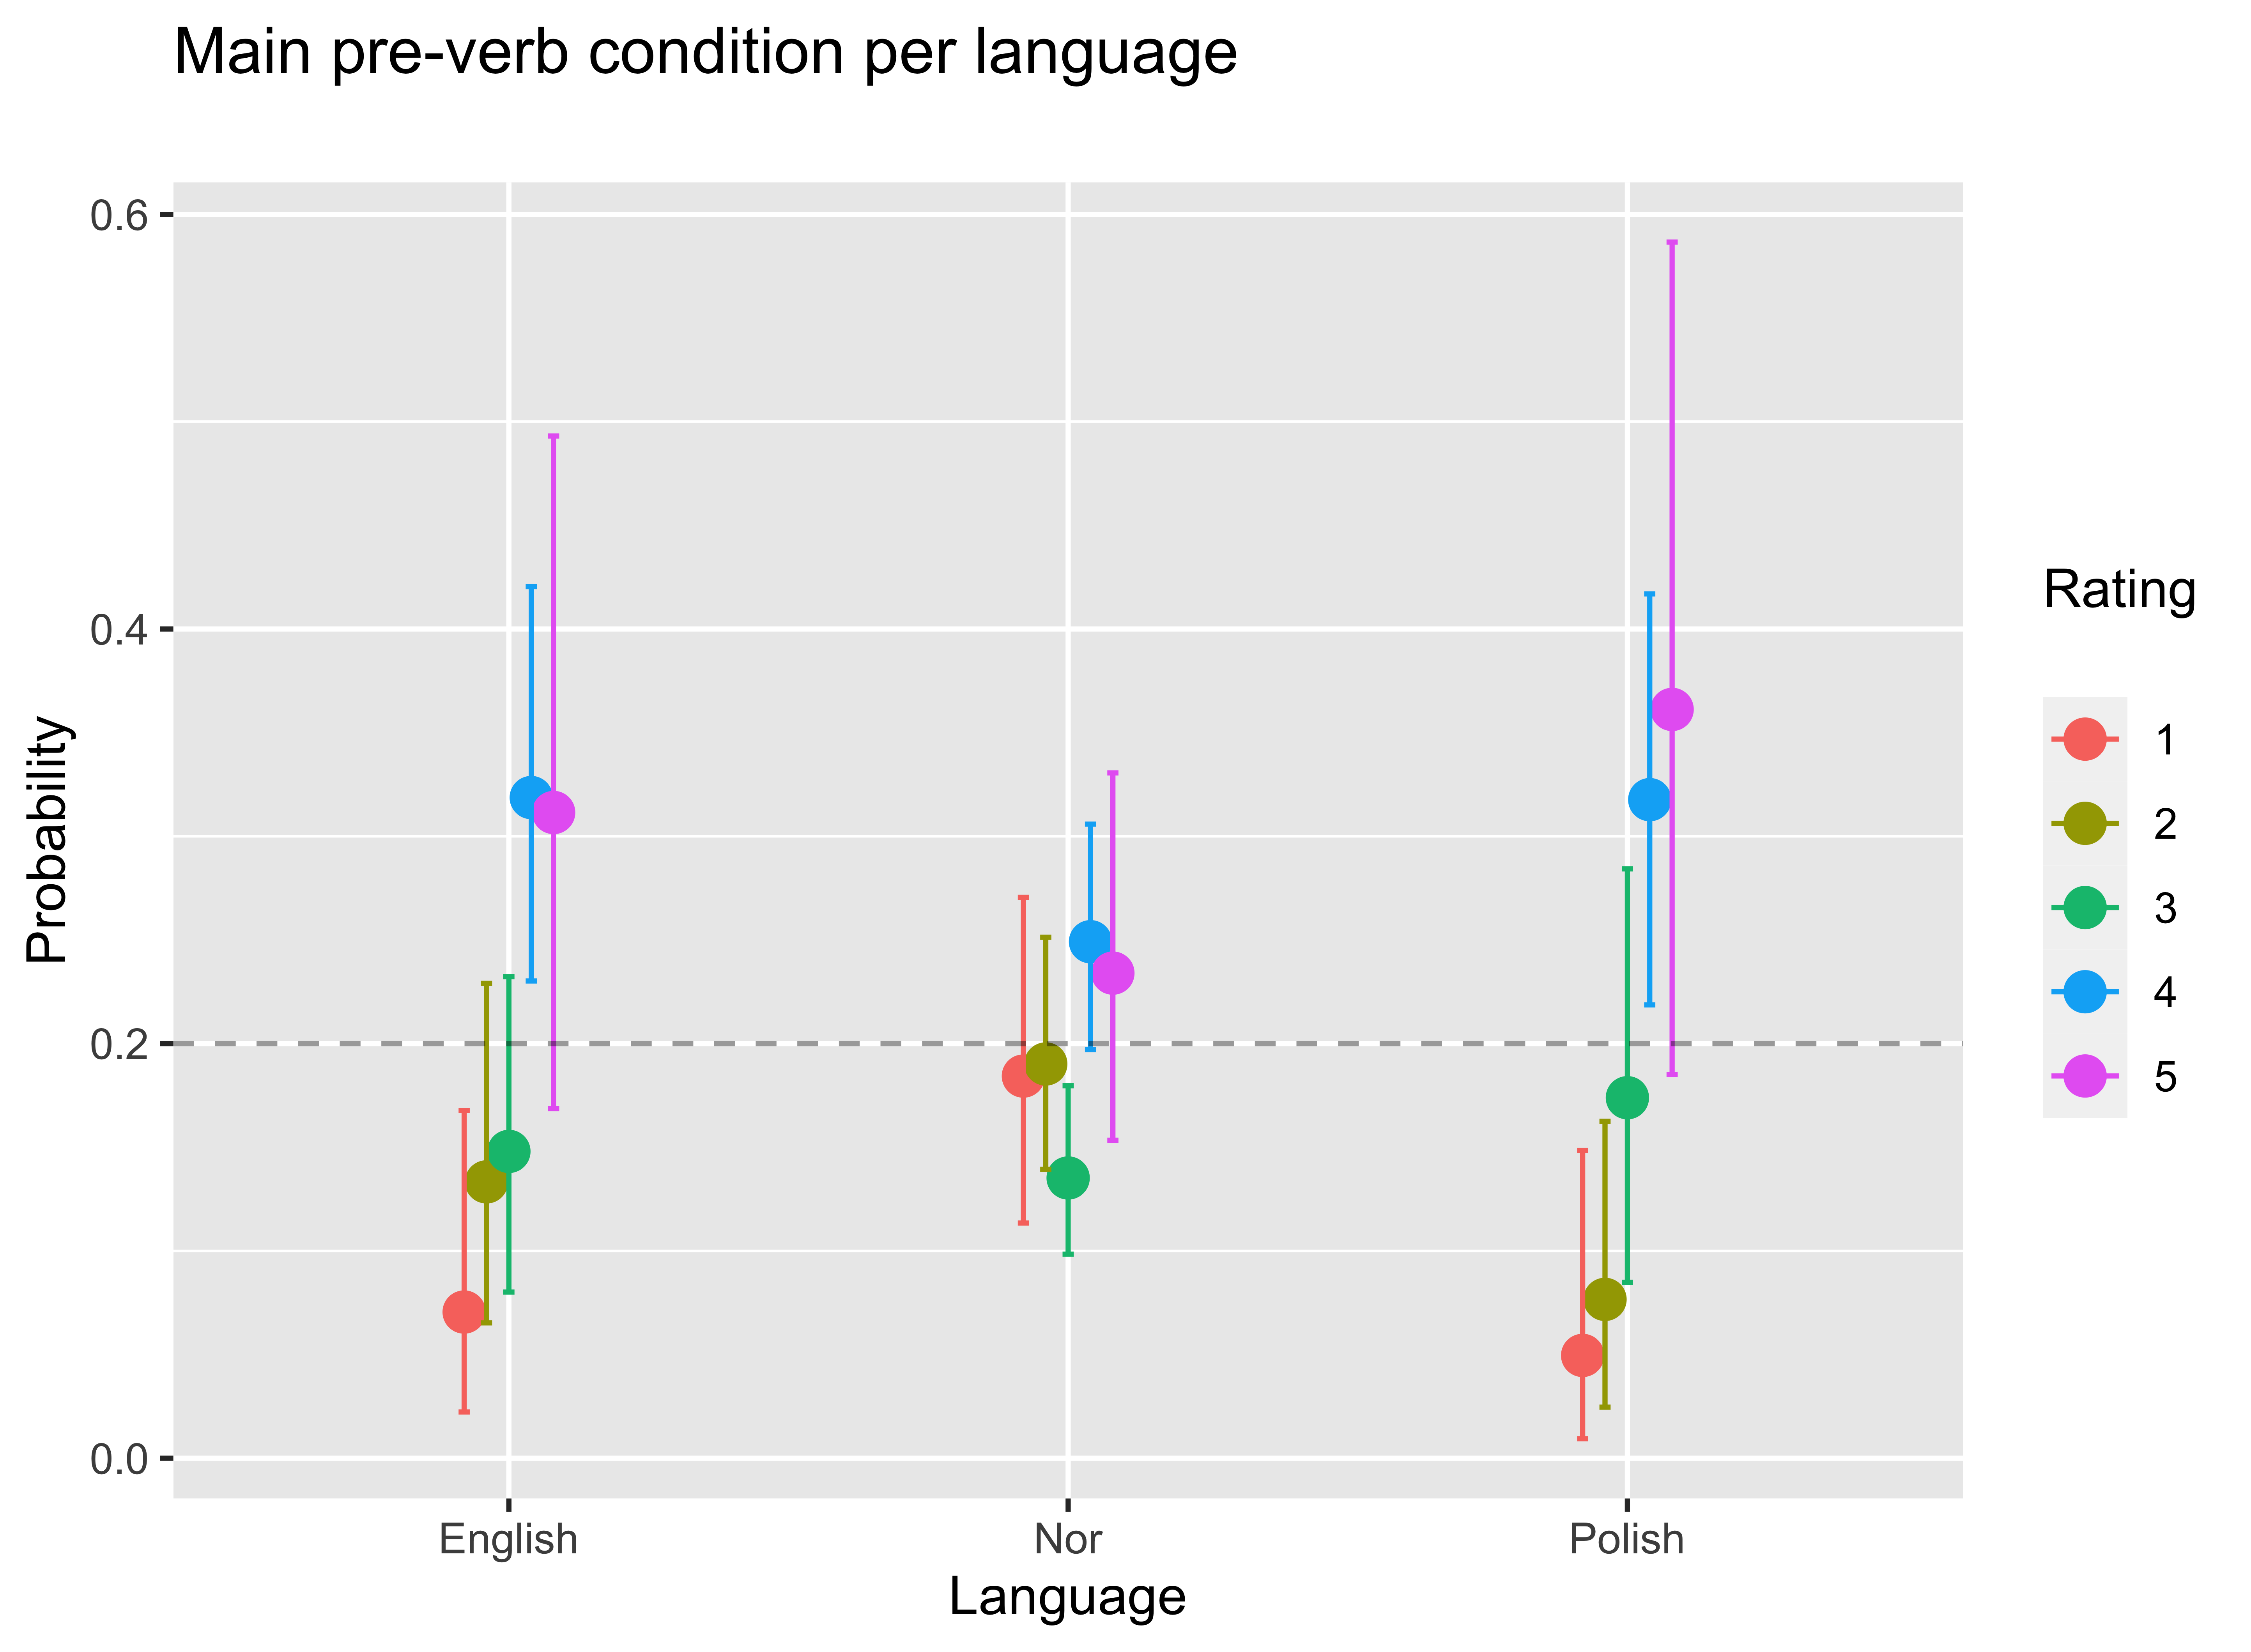 Main pre-verb condition per language
0.6
0.4
0.2
0.0
Probability
English Nor Polish
Language
Rating
1
2
3
4
5